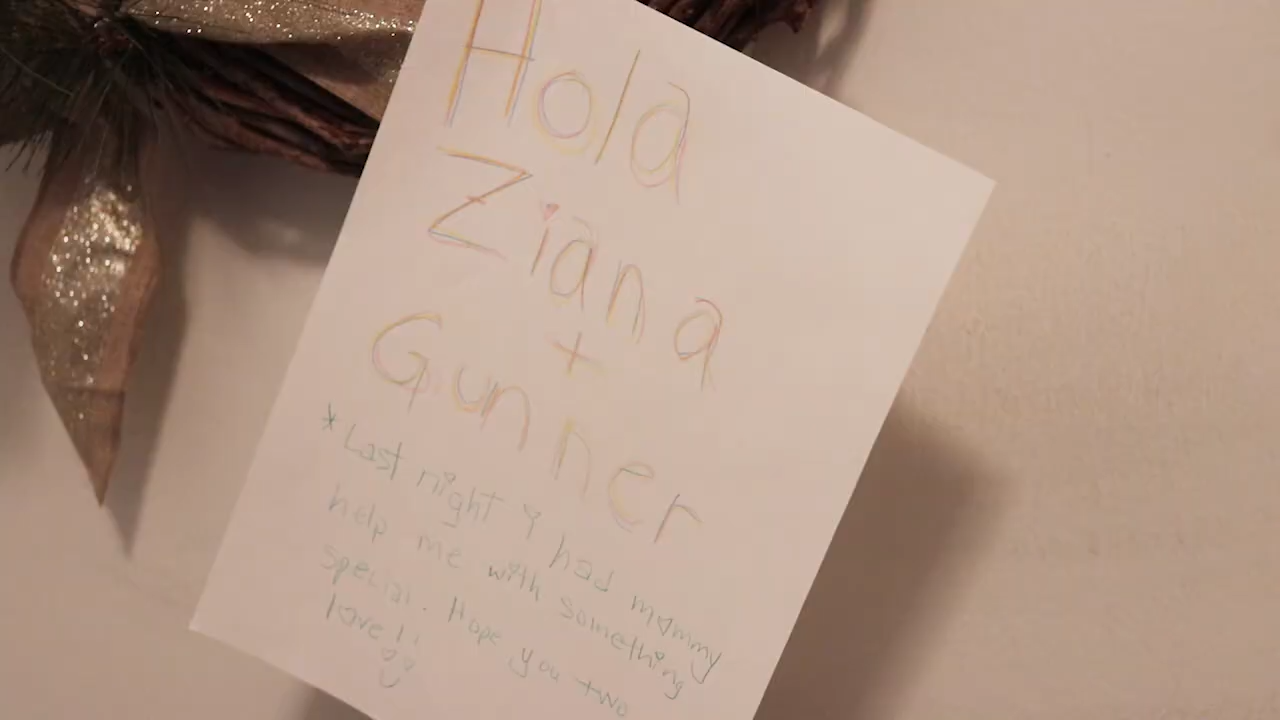 Hola
Ziana
+
Gunner
* Last night I had mommy
help me with something
special. Hope you two
love!!